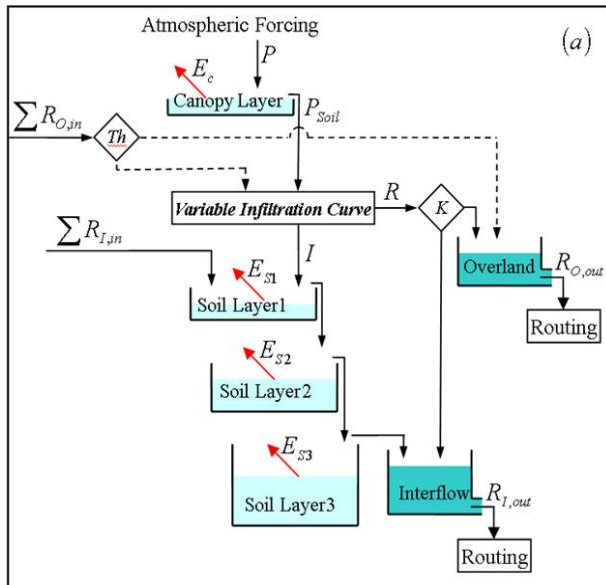 Atmospheric Forcing
(a)
P
E_c
Canopy Layer
P_Soil
∑ R_O,in
Th
Variable Infiltration Curve
R
K
∑ R_I,in
I
E_S1
Soil Layer1
Overland
R_O,out
Routing
E_S2
Soil Layer2
E_S3
Soil Layer3
Interflow
R_I,out
Routing